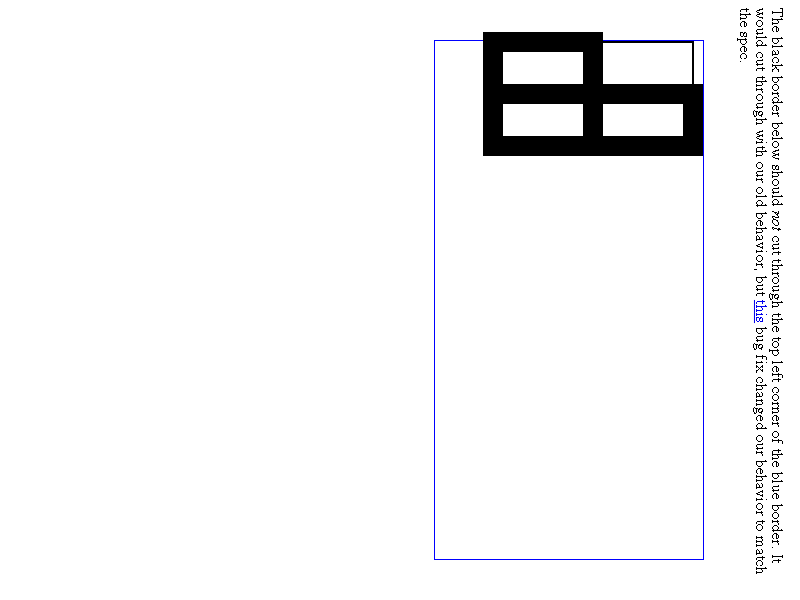 The black border below should not cut through the top left corner of the blue border. It
would cut through with our old behavior, but this bug fix changed our behavior to match
the spec.